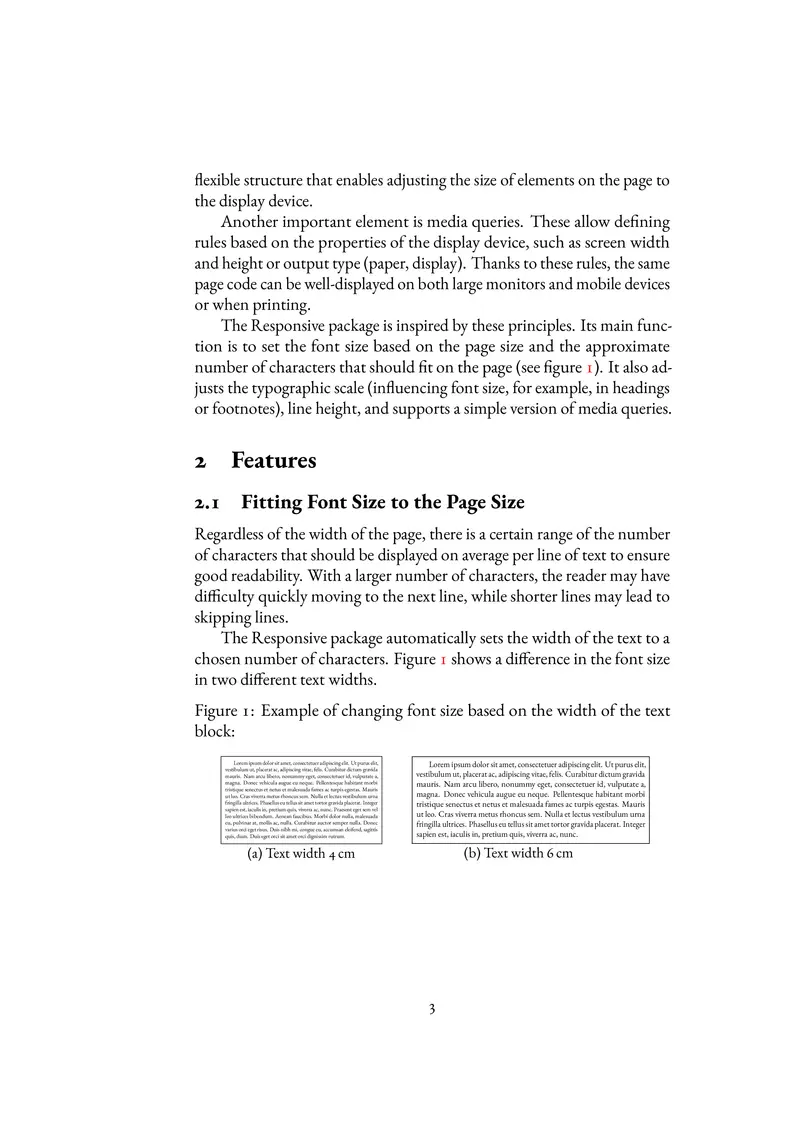 flexible structure that enables adjusting the size of elements on the page to
the display device.
Another important element is media queries. These allow defining
rules based on the properties of the display device, such as screen width
and height or output type (paper, display). Thanks to these rules, the same
page code can be well-displayed on both large monitors and mobile devices
or when printing.
The Responsive package is inspired by these principles. Its main func-
tion is to set the font size based on the page size and the approximate
number of characters that should fit on the page (see figure 1). It also ad-
justs the typographic scale (influencing font size, for example, in headings
or footnotes), line height, and supports a simple version of media queries.
2 Features
2.1 Fitting Font Size to the Page Size
Regardless of the width of the page, there is a certain range of the number
of characters that should be displayed on average per line of text to ensure
good readability. With a larger number of characters, the reader may have
difficulty quickly moving to the next line, while shorter lines may lead to
skipping lines.
The Responsive package automatically sets the width of the text to a
chosen number of characters. Figure 1 shows a difference in the font size
in two different text widths.
Figure 1: Example of changing font size based on the width of the text
block:
Lorem ipsum dolor sit amet, consectetuer adipiscing elit. Ut purus elit,
vestibulum ut, placerat ac, adipiscing vitae, felis. Curabitur dictum gravida
mauris. Nam arcu libero, nonummy eget, consectetuer id, vulputate a,
magna. Donec vehicula augue eu neque. Pellentesque habitant morbi
tristique senectus et netus et malesuada fames ac turpis egestas. Mauris
ut leo. Cras viverra metus rhoncus sem. Nulla et lectus vestibulum urna
fringilla ultrices. Phasellus eu tellus sit amet tortor gravida placerat. Integer
sapien est, iaculis in, pretium quis, viverra ac, nunc. Praesent eget sem vel
leo ultrices bibendum. Aenean faucibus. Morbi dolor nulla, malesuada
eu, pulvinar at, mollis ac, nulla. Curabitur auctor semper nulla. Donec
varius orci eget risus. Duis nibh mi, congue eu, accumsan eleifend, sagittis
quis, diam. Duis eget orci sit amet orci dignissim rutrum.
(a) Text width 4 cm
Lorem ipsum dolor sit amet, consectetuer adipiscing elit. Ut purus elit,
vestibulum ut, placerat ac, adipiscing vitae, felis. Curabitur dictum gravida
mauris. Nam arcu libero, nonummy eget, consectetuer id, vulputate a,
magna. Donec vehicula augue eu neque. Pellentesque habitant morbi
tristique senectus et netus et malesuada fames ac turpis egestas. Mauris
ut leo. Cras viverra metus rhoncus sem. Nulla et lectus vestibulum urna
fringilla ultrices. Phasellus eu tellus sit amet tortor gravida placerat. Integer
sapien est, iaculis in, pretium quis, viverra ac, nunc.
(b) Text width 6 cm
3